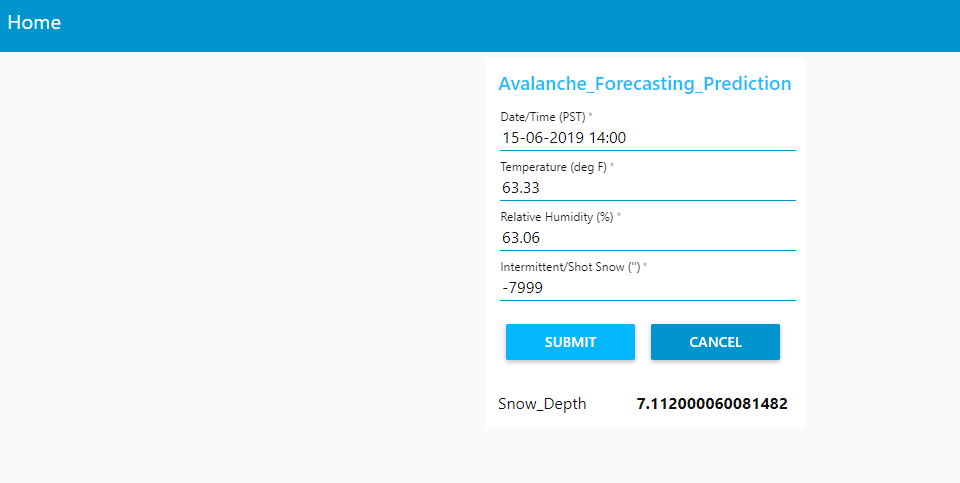 Home
Avalanche_Forecasting_Prediction
Date/Time (PST) *
15-06-2019 14:00
Temperature (deg F) *
63.33
Relative Humidity (%) *
63.06
Intermittent/Shot Snow (") *
-7999
SUBMIT CANCEL
Snow_Depth 7.112000060081482